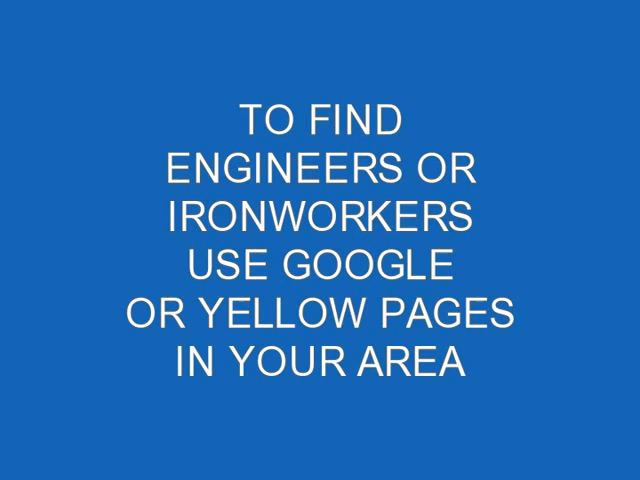 TO FIND
ENGINEERS OR
IRONWORKERS
USE GOOGLE
OR YELLOW PAGES
IN YOUR AREA